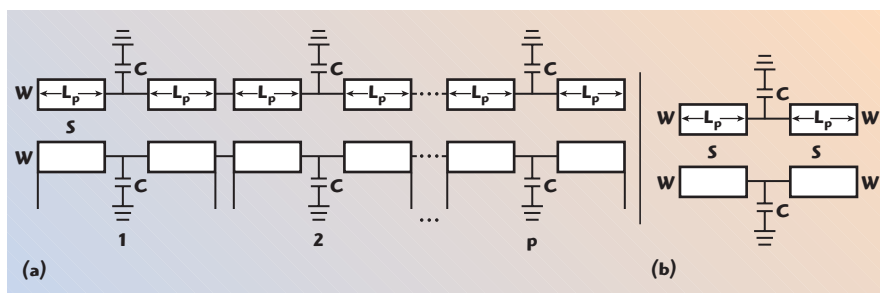 C C C C
W Lp Lp Lp Lp Lp Lp W Lp Lp W
S S S
W W W
C C C C
...
1 2 p
(a) (b)